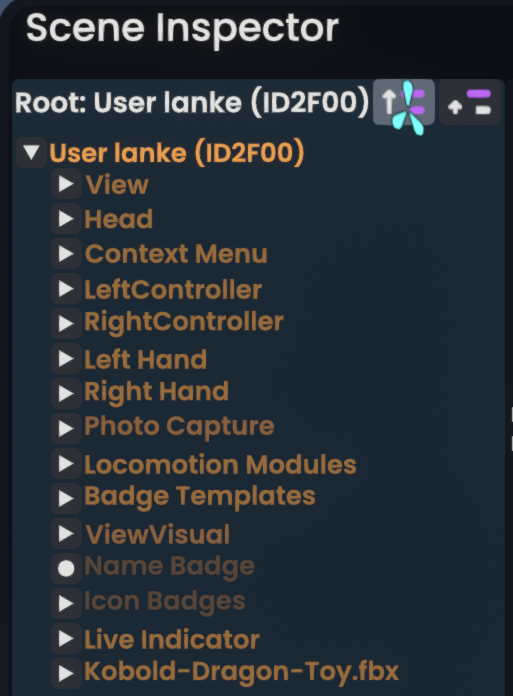 Scene Inspector
Root: User lanke (ID2F00)
User lanke (ID2F00)
View
Head
Context Menu
LeftController
RightController
Left Hand
Right Hand
Photo Capture
Locomotion Modules
Badge Templates
ViewVisual
Name Badge
Icon Badges
Live Indicator
Kobold-Dragon-Toy.fbx